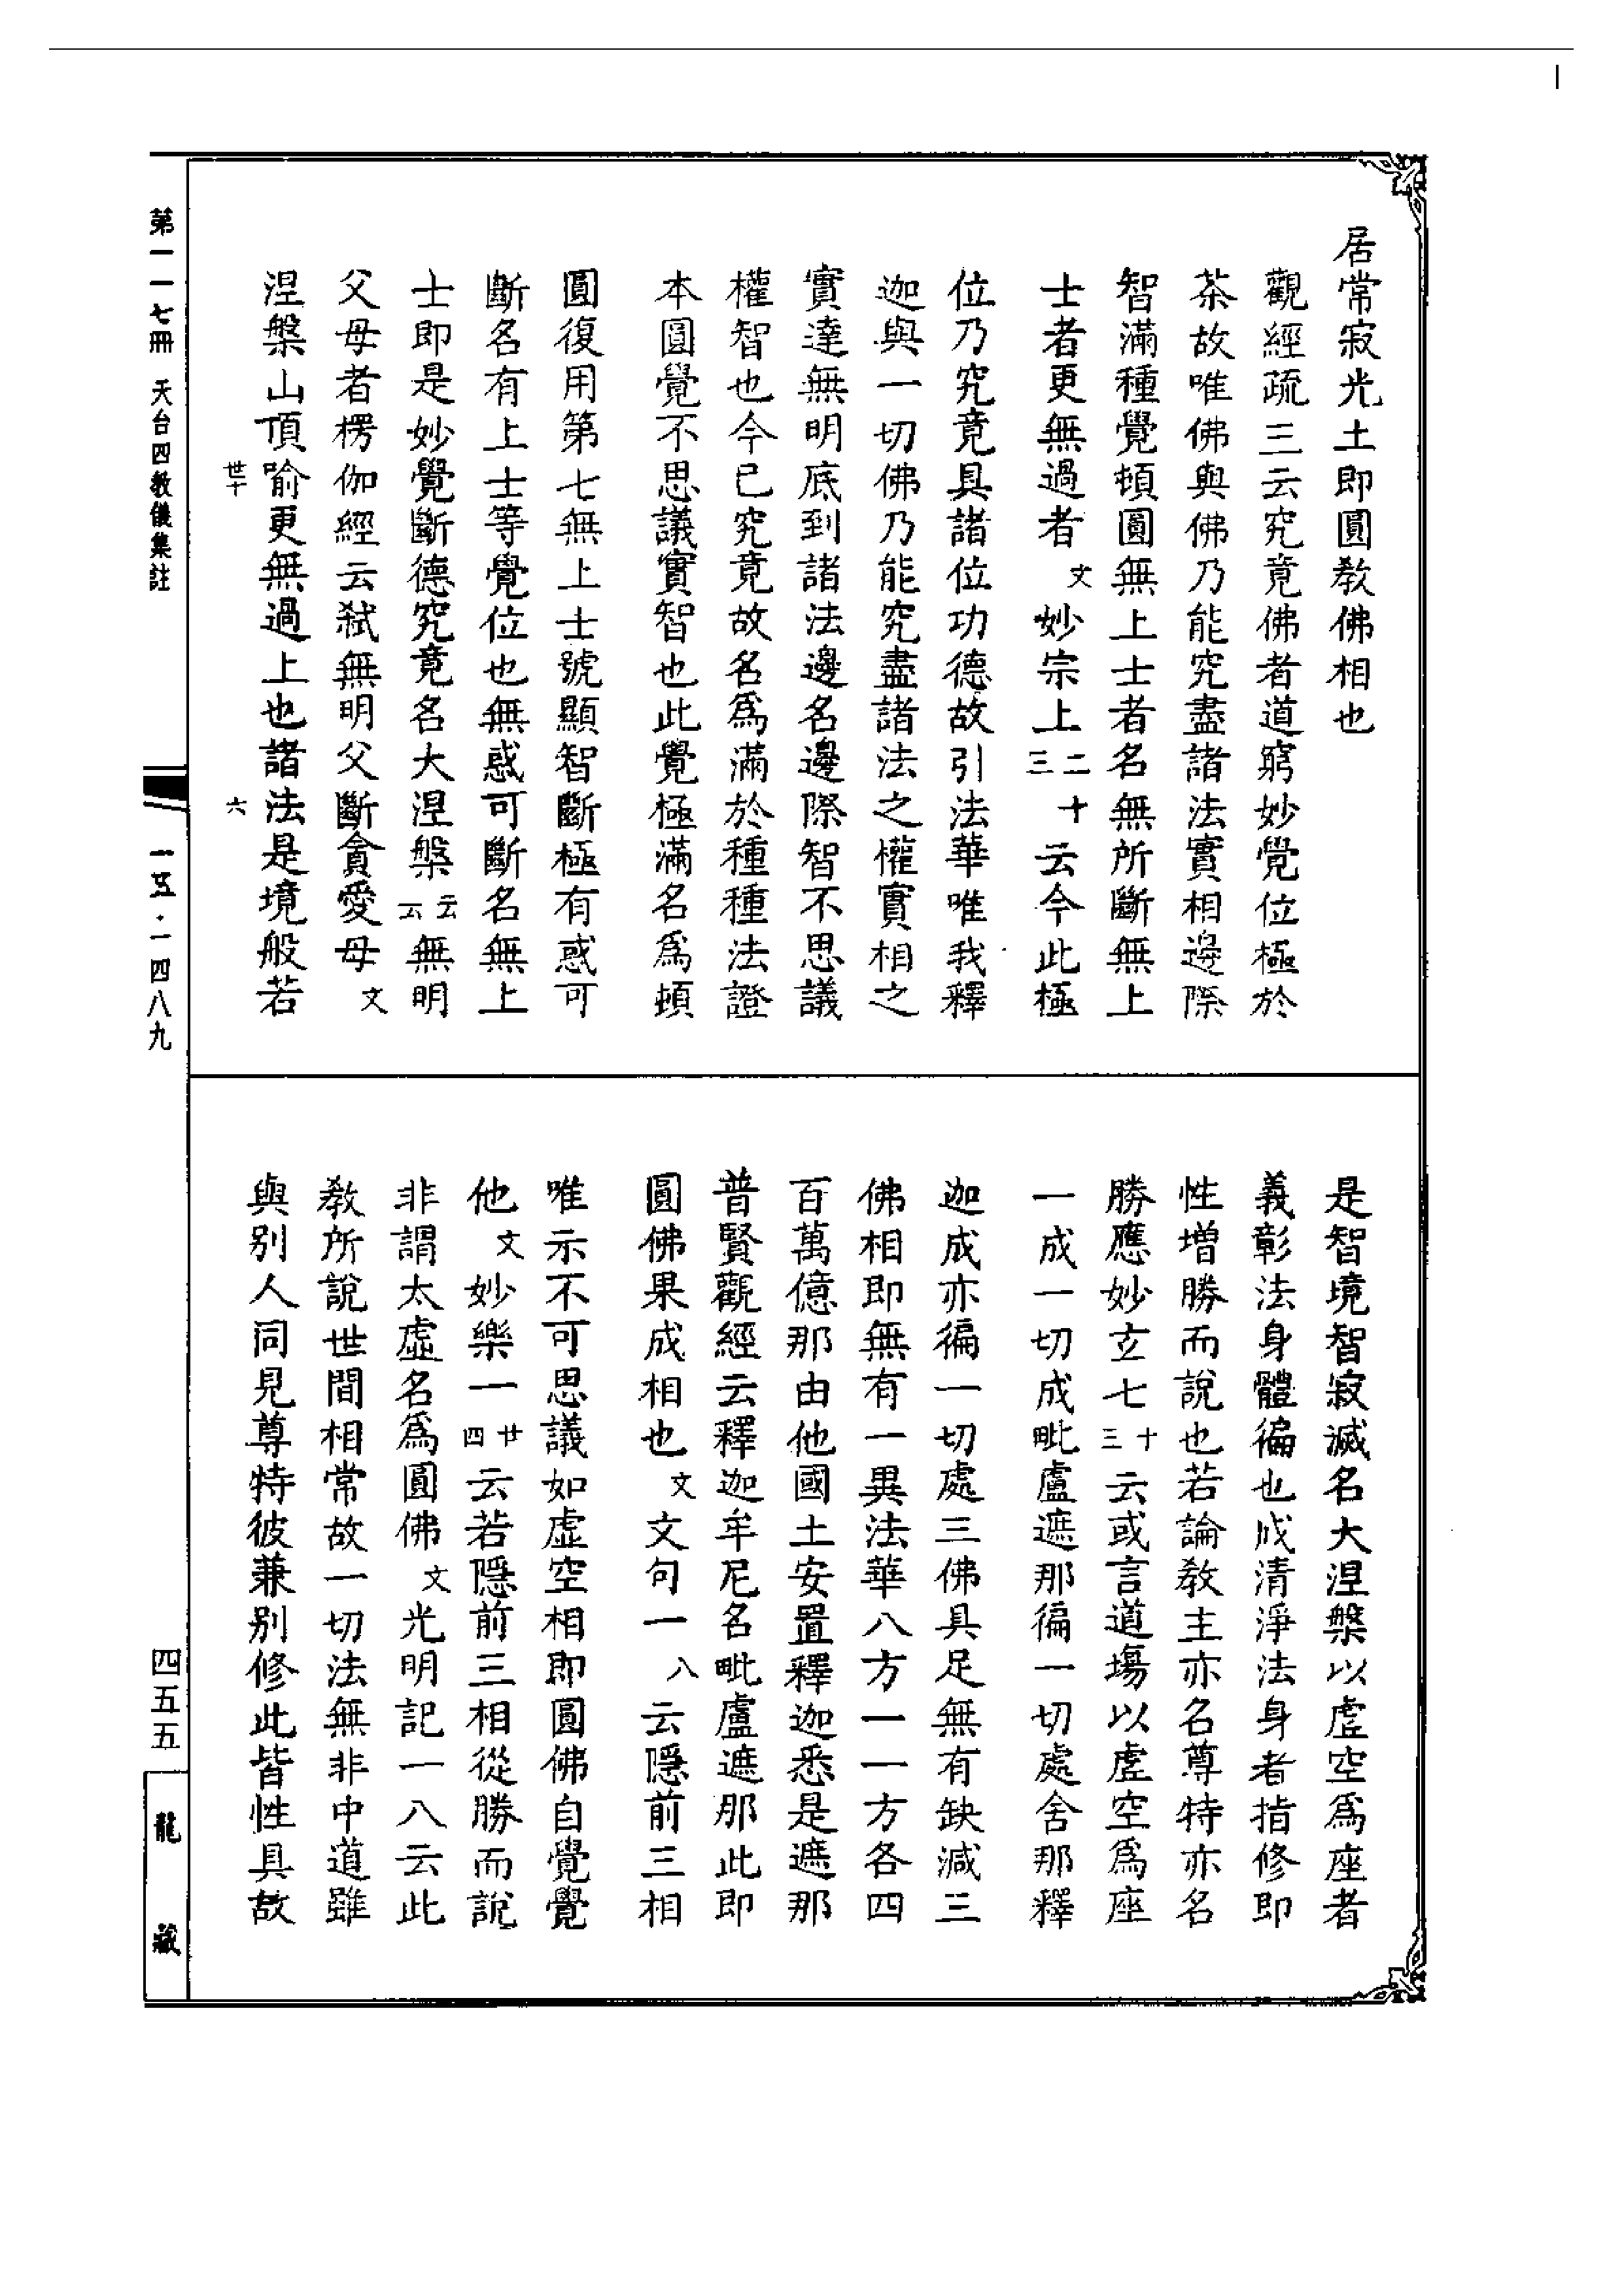 居常寂光土即圓教佛相也
觀經疏三云究竟佛者道窮妙覺位極於
茶故唯佛與佛乃能究盡諸法實相邊際
智滿種覺頓圓無上士者名無所斷無上
士者更無過者文妙宗上二十三云今此極
位乃究竟具諸位功德故引法華唯我釋
迦與一切佛乃能究盡諸法之權實相之
實達無明底到諸法邊名邊際智不思議
權智也今已究竟故名爲滿於種種法證
本圓覺不思議實智也此覺極滿名爲頓
圓復用第七無上士號顯智斷極有惑可
斷名有上士等覺位也無惑可斷名無上
士即是妙覺斷德究竟名大涅槃云云無明
父母者楞伽經云弒無明父斷貪愛母文
涅槃山頂喻更無過上也諸法是境般若
世十
六
是智境智寂滅名大涅槃以虛空爲座者
義彰法身體徧也成清淨法身者指修即
性增勝而說也若論教主亦名尊特亦名
勝應妙玄七十三云或言道場以虛空爲座
一成一切成毗盧遮那徧一切處舍那釋
迦成亦徧一切處三佛具足無有缺減三
佛相即無有一異法華八方一一方各四
百萬億那由他國土安置釋迦悉是遮那
普賢觀經云釋迦牟尼名毗盧遮那此即
圓佛果成相也文文句一八云隱前三相
唯示不可思議如虛空相即圓佛自覺覺
他文妙樂一廿四云若隱前三相從勝而說
非謂太虛名爲圓佛文光明記一八云此
教所說世間相常故一切法無非中道雖
與別人同見尊特彼兼別修此皆性具故
第一一七冊 天台四教儀集註
一五·一四八九
四五五
龍藏